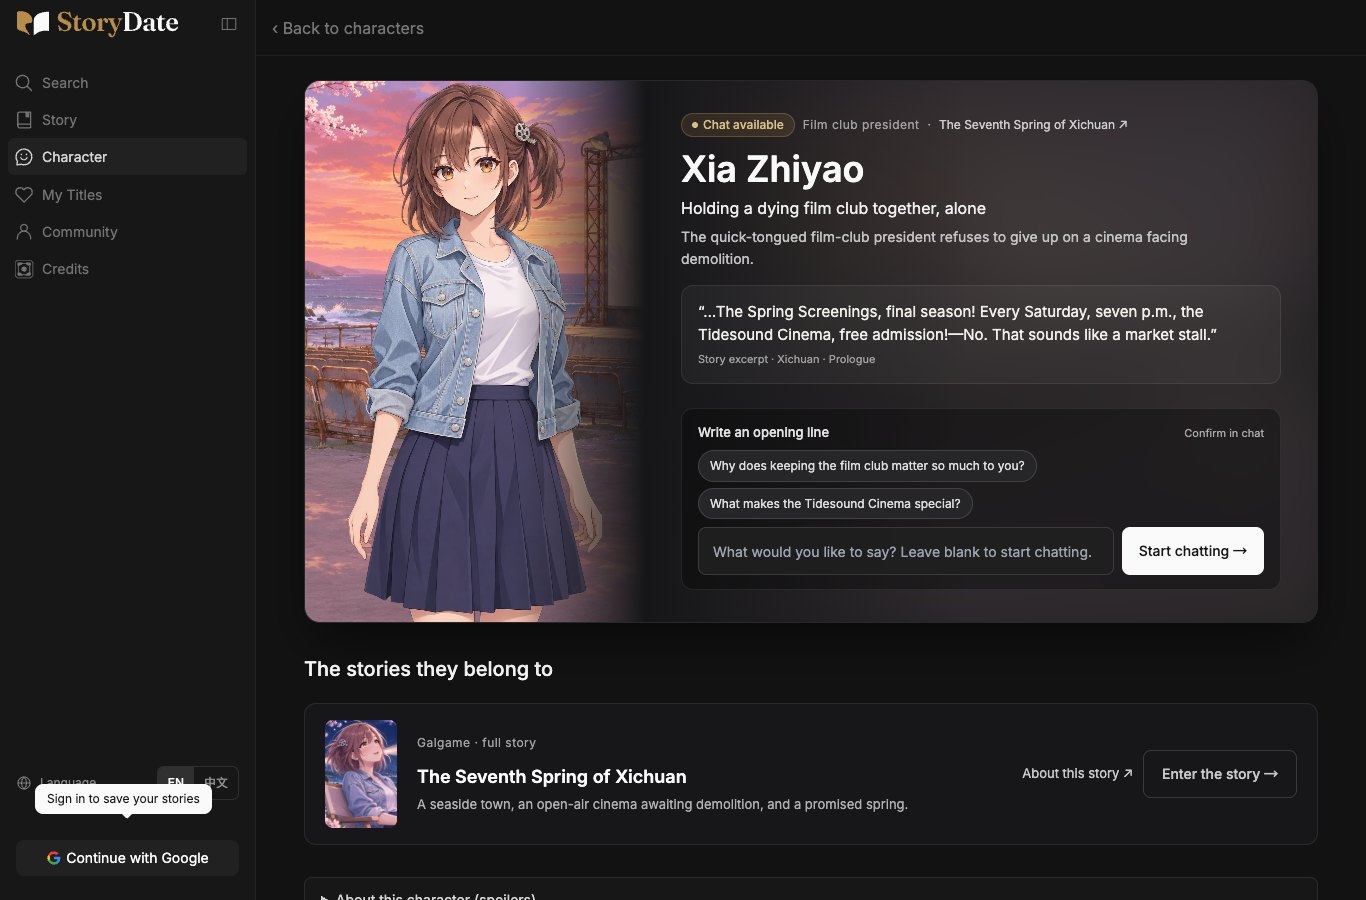 StoryDate
Search
Story
Character
My Titles
Community
Credits
Language
EN
中文
Sign in to save your stories
Continue with Google
‹ Back to characters
Chat available
Film club president · The Seventh Spring of Xichuan ↗
Xia Zhiyao
Holding a dying film club together, alone
The quick-tongued film-club president refuses to give up on a cinema facing
demolition.
“…The Spring Screenings, final season! Every Saturday, seven p.m., the
Tidesound Cinema, free admission!—No. That sounds like a market stall.”
Story excerpt · Xichuan · Prologue
Write an opening line
Confirm in chat
Why does keeping the film club matter so much to you?
What makes the Tidesound Cinema special?
What would you like to say? Leave blank to start chatting.
Start chatting →
The stories they belong to
Galgame · full story
The Seventh Spring of Xichuan
A seaside town, an open-air cinema awaiting demolition, and a promised spring.
About this story ↗
Enter the story →
About this character (spoilers)